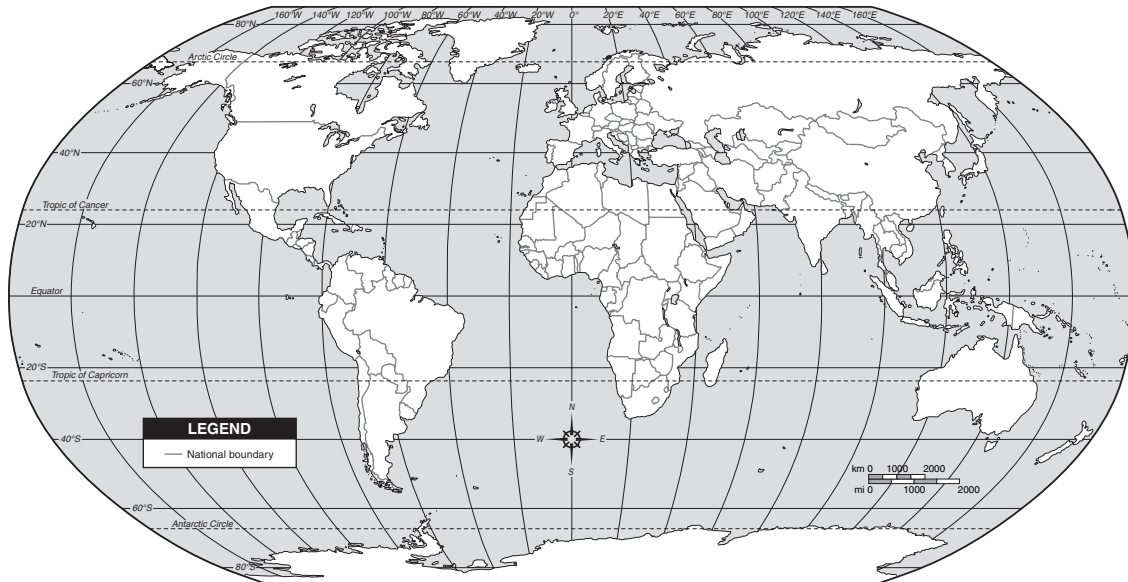 160°W 140°W 120°W 100°W 80°W 60°W 40°W 20°W 0° 20°E 40°E 60°E 80°E 100°E 120°E 140°E 160°E
80°N
Arctic Circle
60°N
40°N
Tropic of Cancer
20°N
Equator
20°S
Tropic of Capricorn
N
W E
S
LEGEND
National boundary
40°S
km 0 1000 2000
mi 0 1000 2000
60°S
Antarctic Circle
80°S